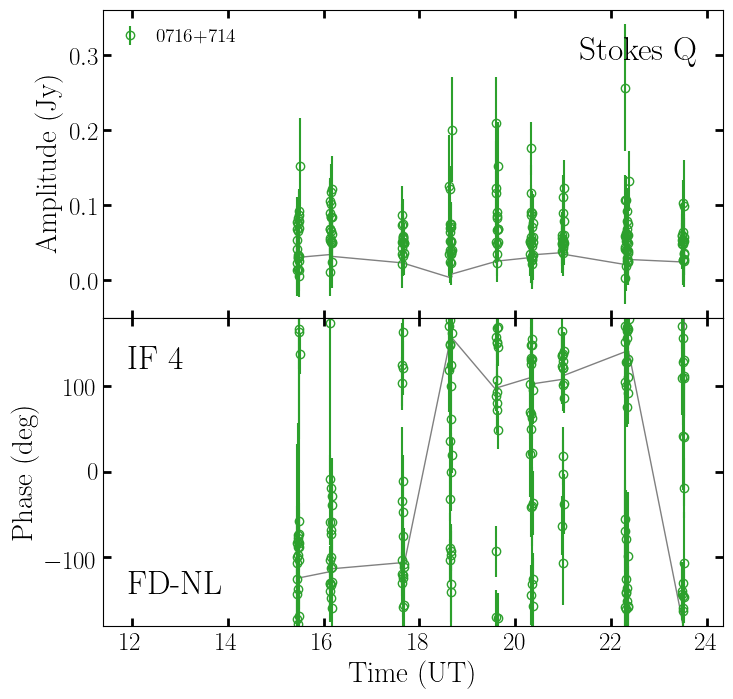 0716+714
Stokes Q
Amplitude (Jy)
0.3
0.2
0.1
0.0
IF 4
FD-NL
Phase (deg)
100
0
−100
12 14 16 18 20 22 24
Time (UT)